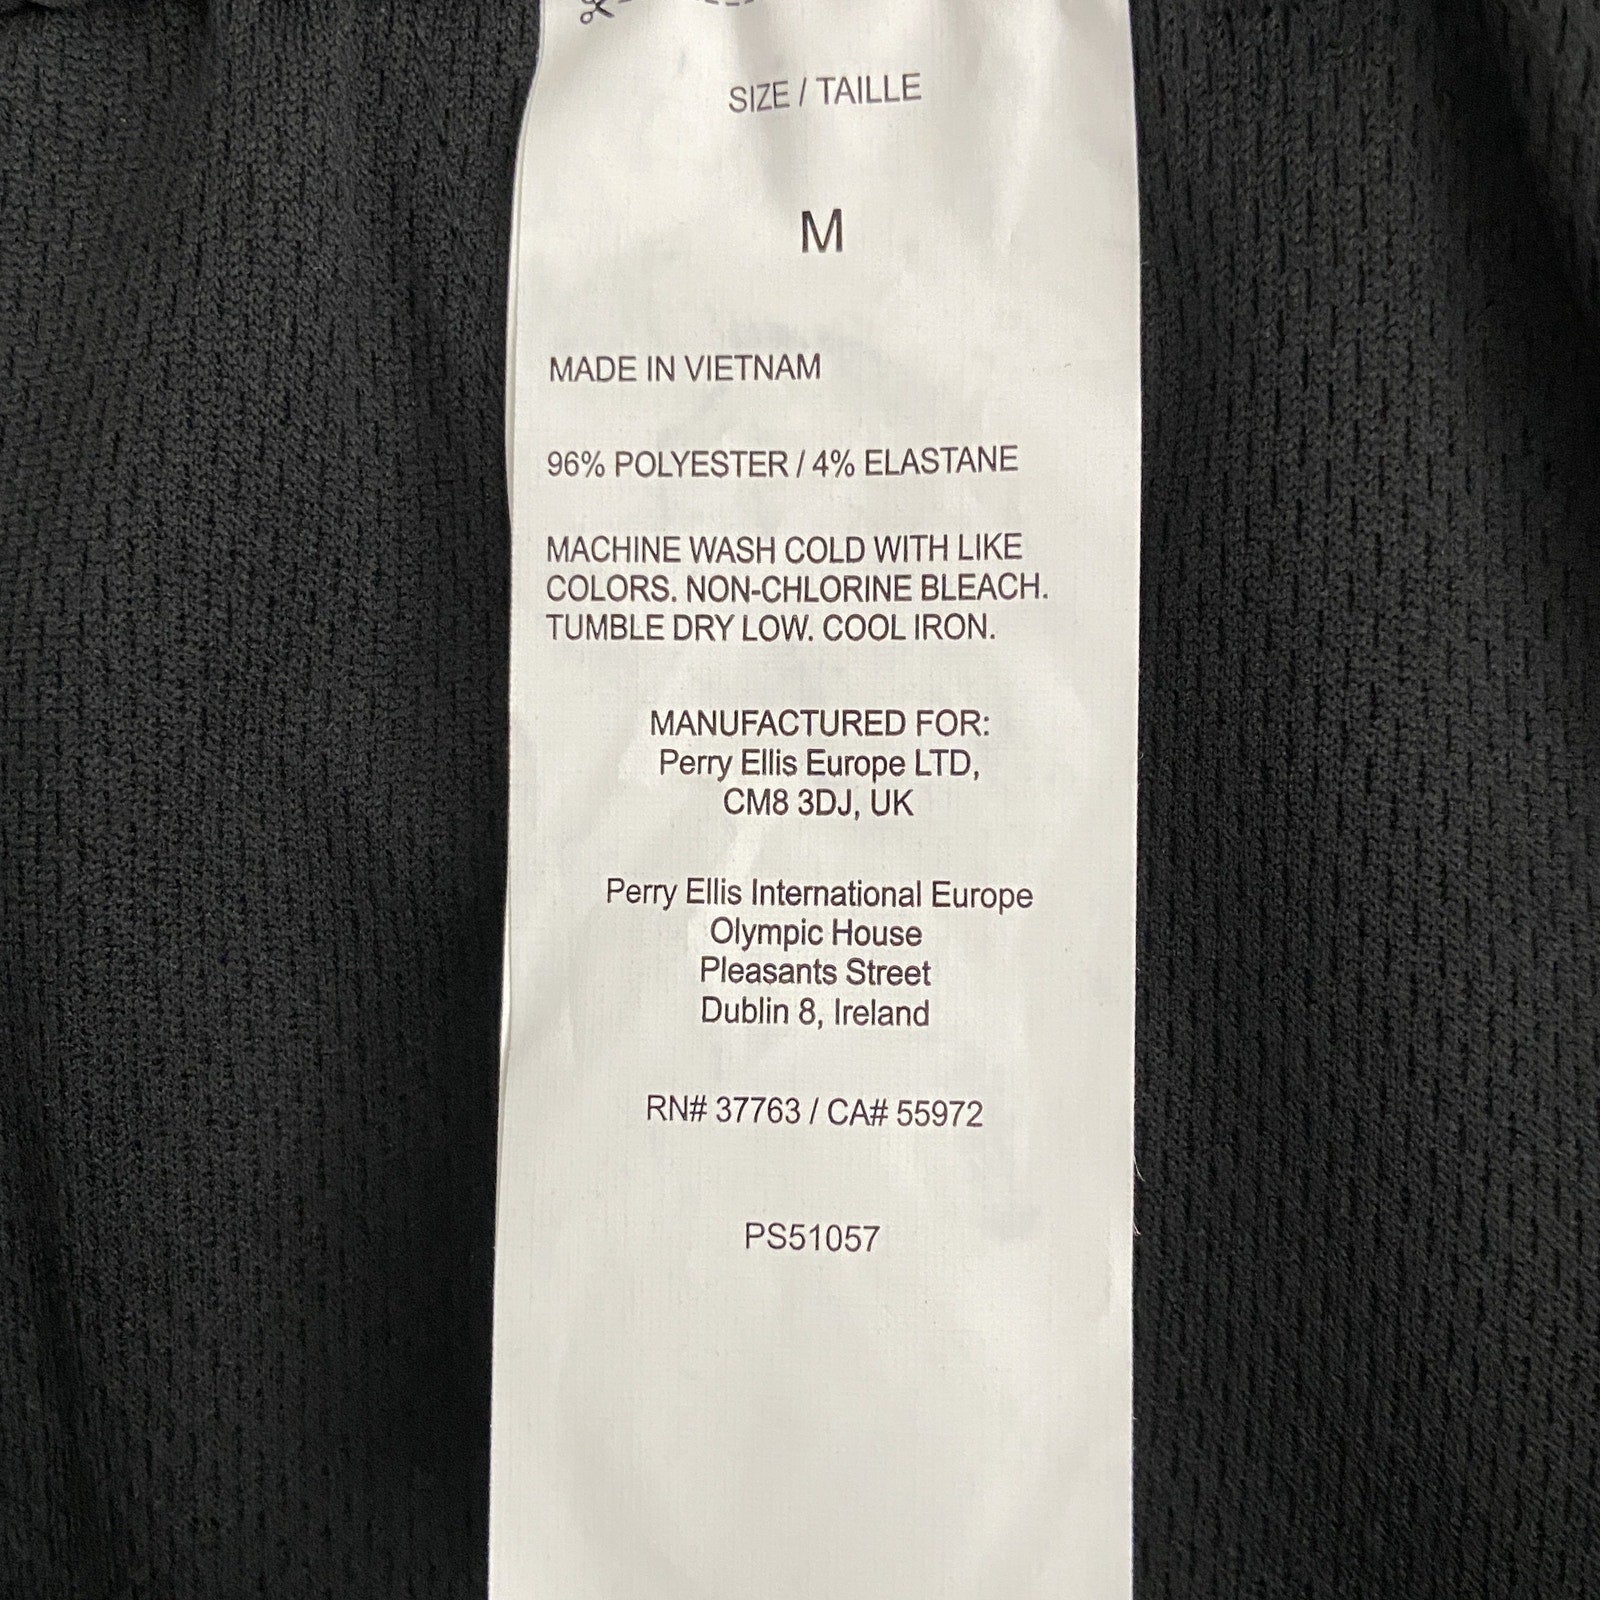 SIZE / TAILLE
M
MADE IN VIETNAM
96% POLYESTER / 4% ELASTANE
MACHINE WASH COLD WITH LIKE
COLORS. NON-CHLORINE BLEACH.
TUMBLE DRY LOW. COOL IRON.
MANUFACTURED FOR:
Perry Ellis Europe LTD,
CM8 3DJ, UK
Perry Ellis International Europe
Olympic House
Pleasants Street
Dublin 8, Ireland
RN# 37763 / CA# 55972
PS51057